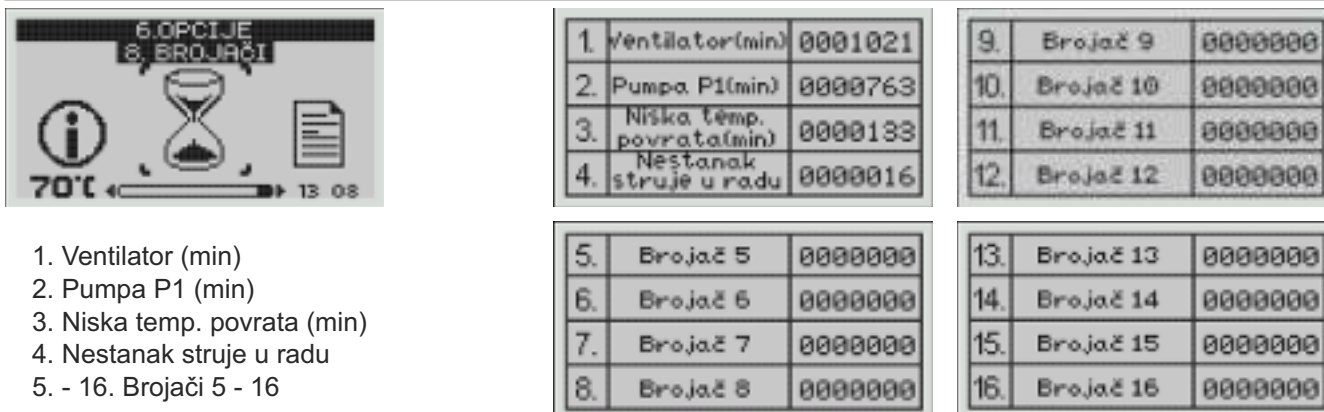 6.OPCIJE
8. BROJAČI
70°C 13 08
1. Ventilator (min)
2. Pumpa P1 (min)
3. Niska temp. povrata (min)
4. Nestanak struje u radu
5. - 16. Brojači 5 - 16
1. Ventilator(min) 0001021
2. Pumpa P1(min) 0000763
3. Niska temp.
povrata(min) 0000133
4. Nestanak
struje u radu 0000016
5. Brojač 5 0000000
6. Brojač 6 0000000
7. Brojač 7 0000000
8. Brojač 8 0000000
9. Brojač 9 0000000
10. Brojač 10 0000000
11. Brojač 11 0000000
12. Brojač 12 0000000
13. Brojač 13 0000000
14. Brojač 14 0000000
15. Brojač 15 0000000
16. Brojač 16 0000000